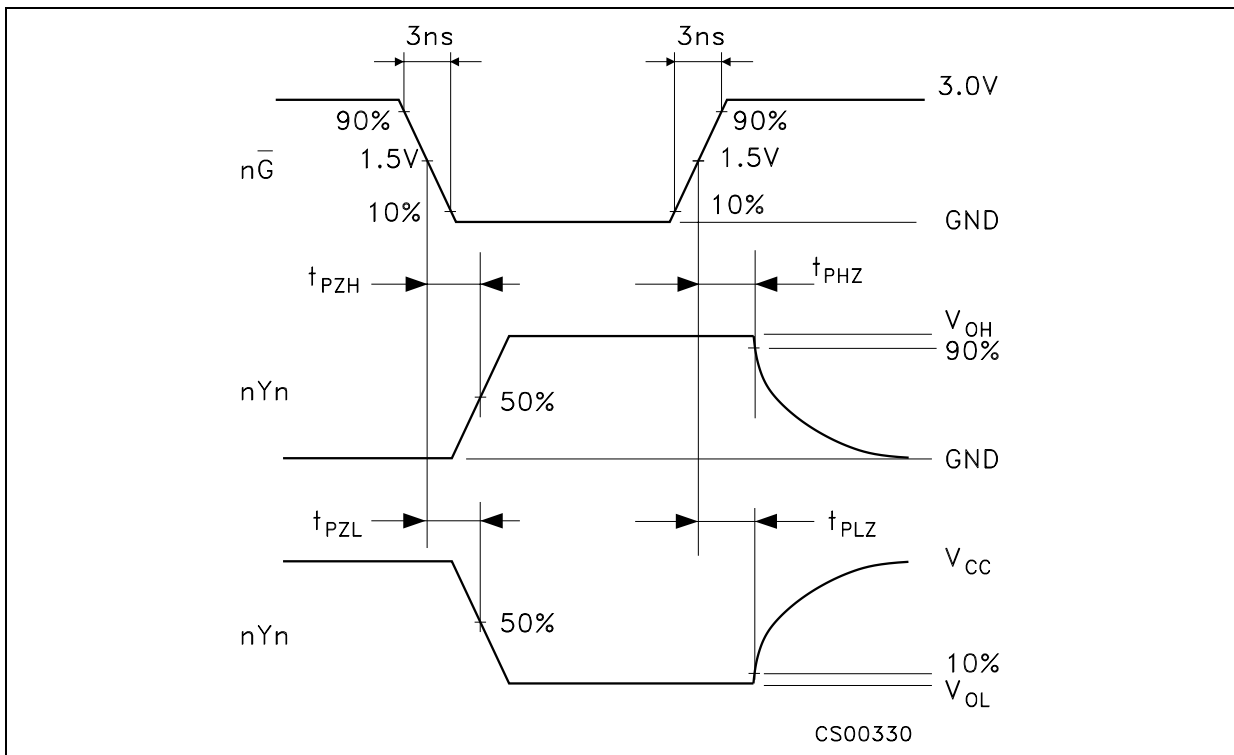 3ns 3ns
3.0V
90% 90%
1.5V 1.5V
nG̅
10% 10%
GND
tPZH tPHZ
VOH
90%
nYn
50%
GND
tPZL tPLZ
VCC
50%
nYn
10%
VOL
CS00330